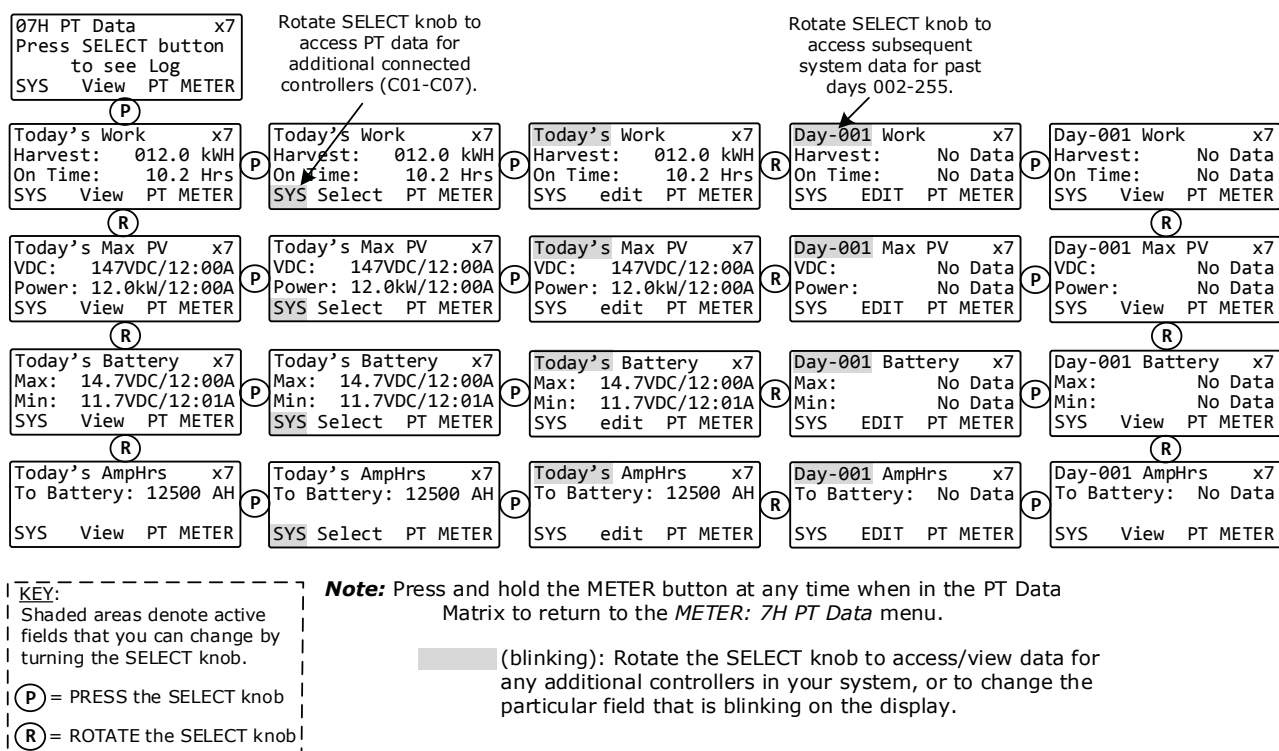 07H PT Data x7
Press SELECT button
to see Log
SYS View PT METER
Rotate SELECT knob to
access PT data for
additional connected
controllers (C01-C07).
Rotate SELECT knob to
access subsequent
system data for past
days 002-255.
P
Today's Work x7
Harvest: 012.0 kWH
On Time: 10.2 Hrs
SYS View PT METER
P
Today's Work x7
Harvest: 012.0 kWH
On Time: 10.2 Hrs
SYS Select PT METER
P
Today's Work x7
Harvest: 012.0 kWH
On Time: 10.2 Hrs
SYS edit PT METER
R
Day-001 Work x7
Harvest: No Data
On Time: No Data
SYS EDIT PT METER
P
Day-001 Work x7
Harvest: No Data
On Time: No Data
SYS View PT METER
R
R
Today's Max PV x7
VDC: 147VDC/12:00A
Power: 12.0kW/12:00A
SYS View PT METER
P
Today's Max PV x7
VDC: 147VDC/12:00A
Power: 12.0kW/12:00A
SYS Select PT METER
P
Today's Max PV x7
VDC: 147VDC/12:00A
Power: 12.0kW/12:00A
SYS edit PT METER
R
Day-001 Max PV x7
VDC: No Data
Power: No Data
SYS EDIT PT METER
P
Day-001 Max PV x7
VDC: No Data
Power: No Data
SYS View PT METER
R
R
Today's Battery x7
Max: 14.7VDC/12:00A
Min: 11.7VDC/12:01A
SYS View PT METER
P
Today's Battery x7
Max: 14.7VDC/12:00A
Min: 11.7VDC/12:01A
SYS Select PT METER
P
Today's Battery x7
Max: 14.7VDC/12:00A
Min: 11.7VDC/12:01A
SYS edit PT METER
R
Day-001 Battery x7
Max: No Data
Min: No Data
SYS EDIT PT METER
P
Day-001 Battery x7
Max: No Data
Min: No Data
SYS View PT METER
R
R
Today's AmpHrs x7
To Battery: 12500 AH
SYS View PT METER
P
Today's AmpHrs x7
To Battery: 12500 AH
SYS Select PT METER
P
Today's AmpHrs x7
To Battery: 12500 AH
SYS edit PT METER
R
Day-001 AmpHrs x7
To Battery: No Data
SYS EDIT PT METER
P
Day-001 AmpHrs x7
To Battery: No Data
SYS View PT METER
KEY:
Shaded areas denote active
fields that you can change by
turning the SELECT knob.
P = PRESS the SELECT knob
R = ROTATE the SELECT knob
Note: Press and hold the METER button at any time when in the PT Data
Matrix to return to the METER: 7H PT Data menu.
(blinking): Rotate the SELECT knob to access/view data for
any additional controllers in your system, or to change the
particular field that is blinking on the display.